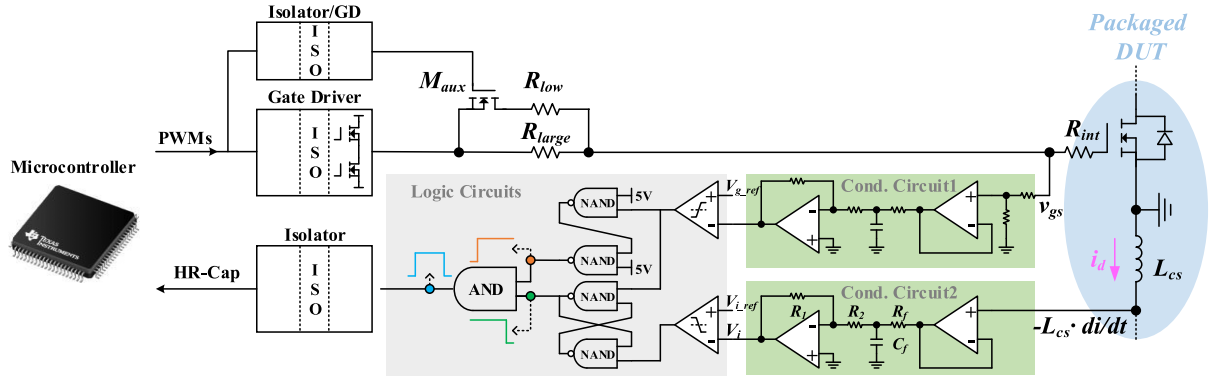 Isolator/GD
Packaged
DUT
I
S
O
M_aux
R_low
Gate Driver
PWMs
I
S
O
R_large
R_int
Microcontroller
TEXAS
INSTRUMENTS
Logic Circuits
NAND
5V
V_g_ref
Cond. Circuit1
v_gs
Isolator
NAND
5V
HR-Cap
I
S
O
AND
NAND
NAND
V_i_ref
V_i
Cond. Circuit2
R_1
R_2
R_f
C_f
i_d
L_cs
-L_cs· di/dt